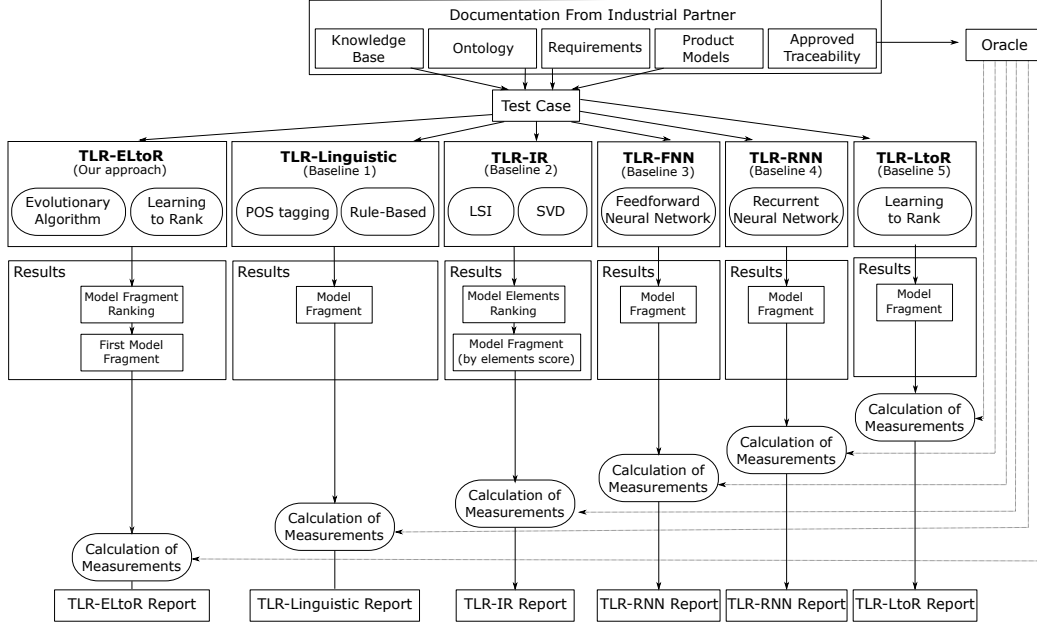 Documentation From Industrial Partner
Knowledge
Base
Ontology
Requirements
Product
Models
Approved
Traceability
Oracle
Test Case
TLR-ELtoR
(Our approach)
Evolutionary
Algorithm
Learning
to Rank
TLR-Linguistic
(Baseline 1)
POS tagging
Rule-Based
TLR-IR
(Baseline 2)
LSI
SVD
TLR-FNN
(Baseline 3)
Feedforward
Neural Network
TLR-RNN
(Baseline 4)
Recurrent
Neural Network
TLR-LtoR
(Baseline 5)
Learning
to Rank
Results
Model Fragment
Ranking
First Model
Fragment
Results
Model
Fragment
Results
Model Elements
Ranking
Model Fragment
(by elements score)
Results
Model
Fragment
Results
Model
Fragment
Results
Model
Fragment
Calculation of
Measurements
Calculation of
Measurements
Calculation of
Measurements
Calculation of
Measurements
Calculation of
Measurements
Calculation of
Measurements
TLR-ELtoR Report
TLR-Linguistic Report
TLR-IR Report
TLR-RNN Report
TLR-RNN Report
TLR-LtoR Report